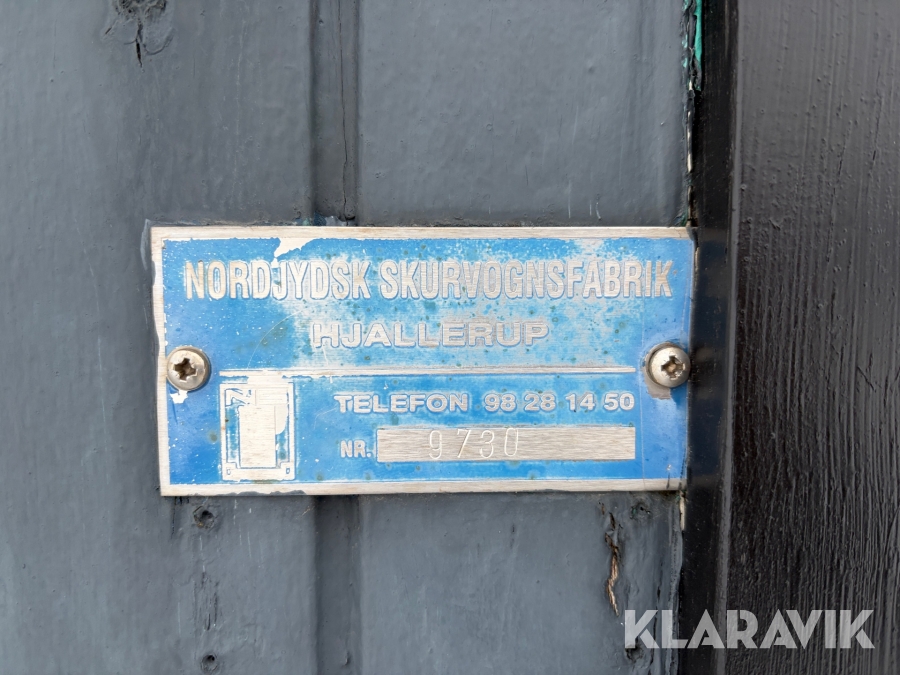 NORDJYDSK SKURVOGNSFABRIK
HJALLERUP
TELEFON 98 28 14 50
NR. 9730
KLARAVIK